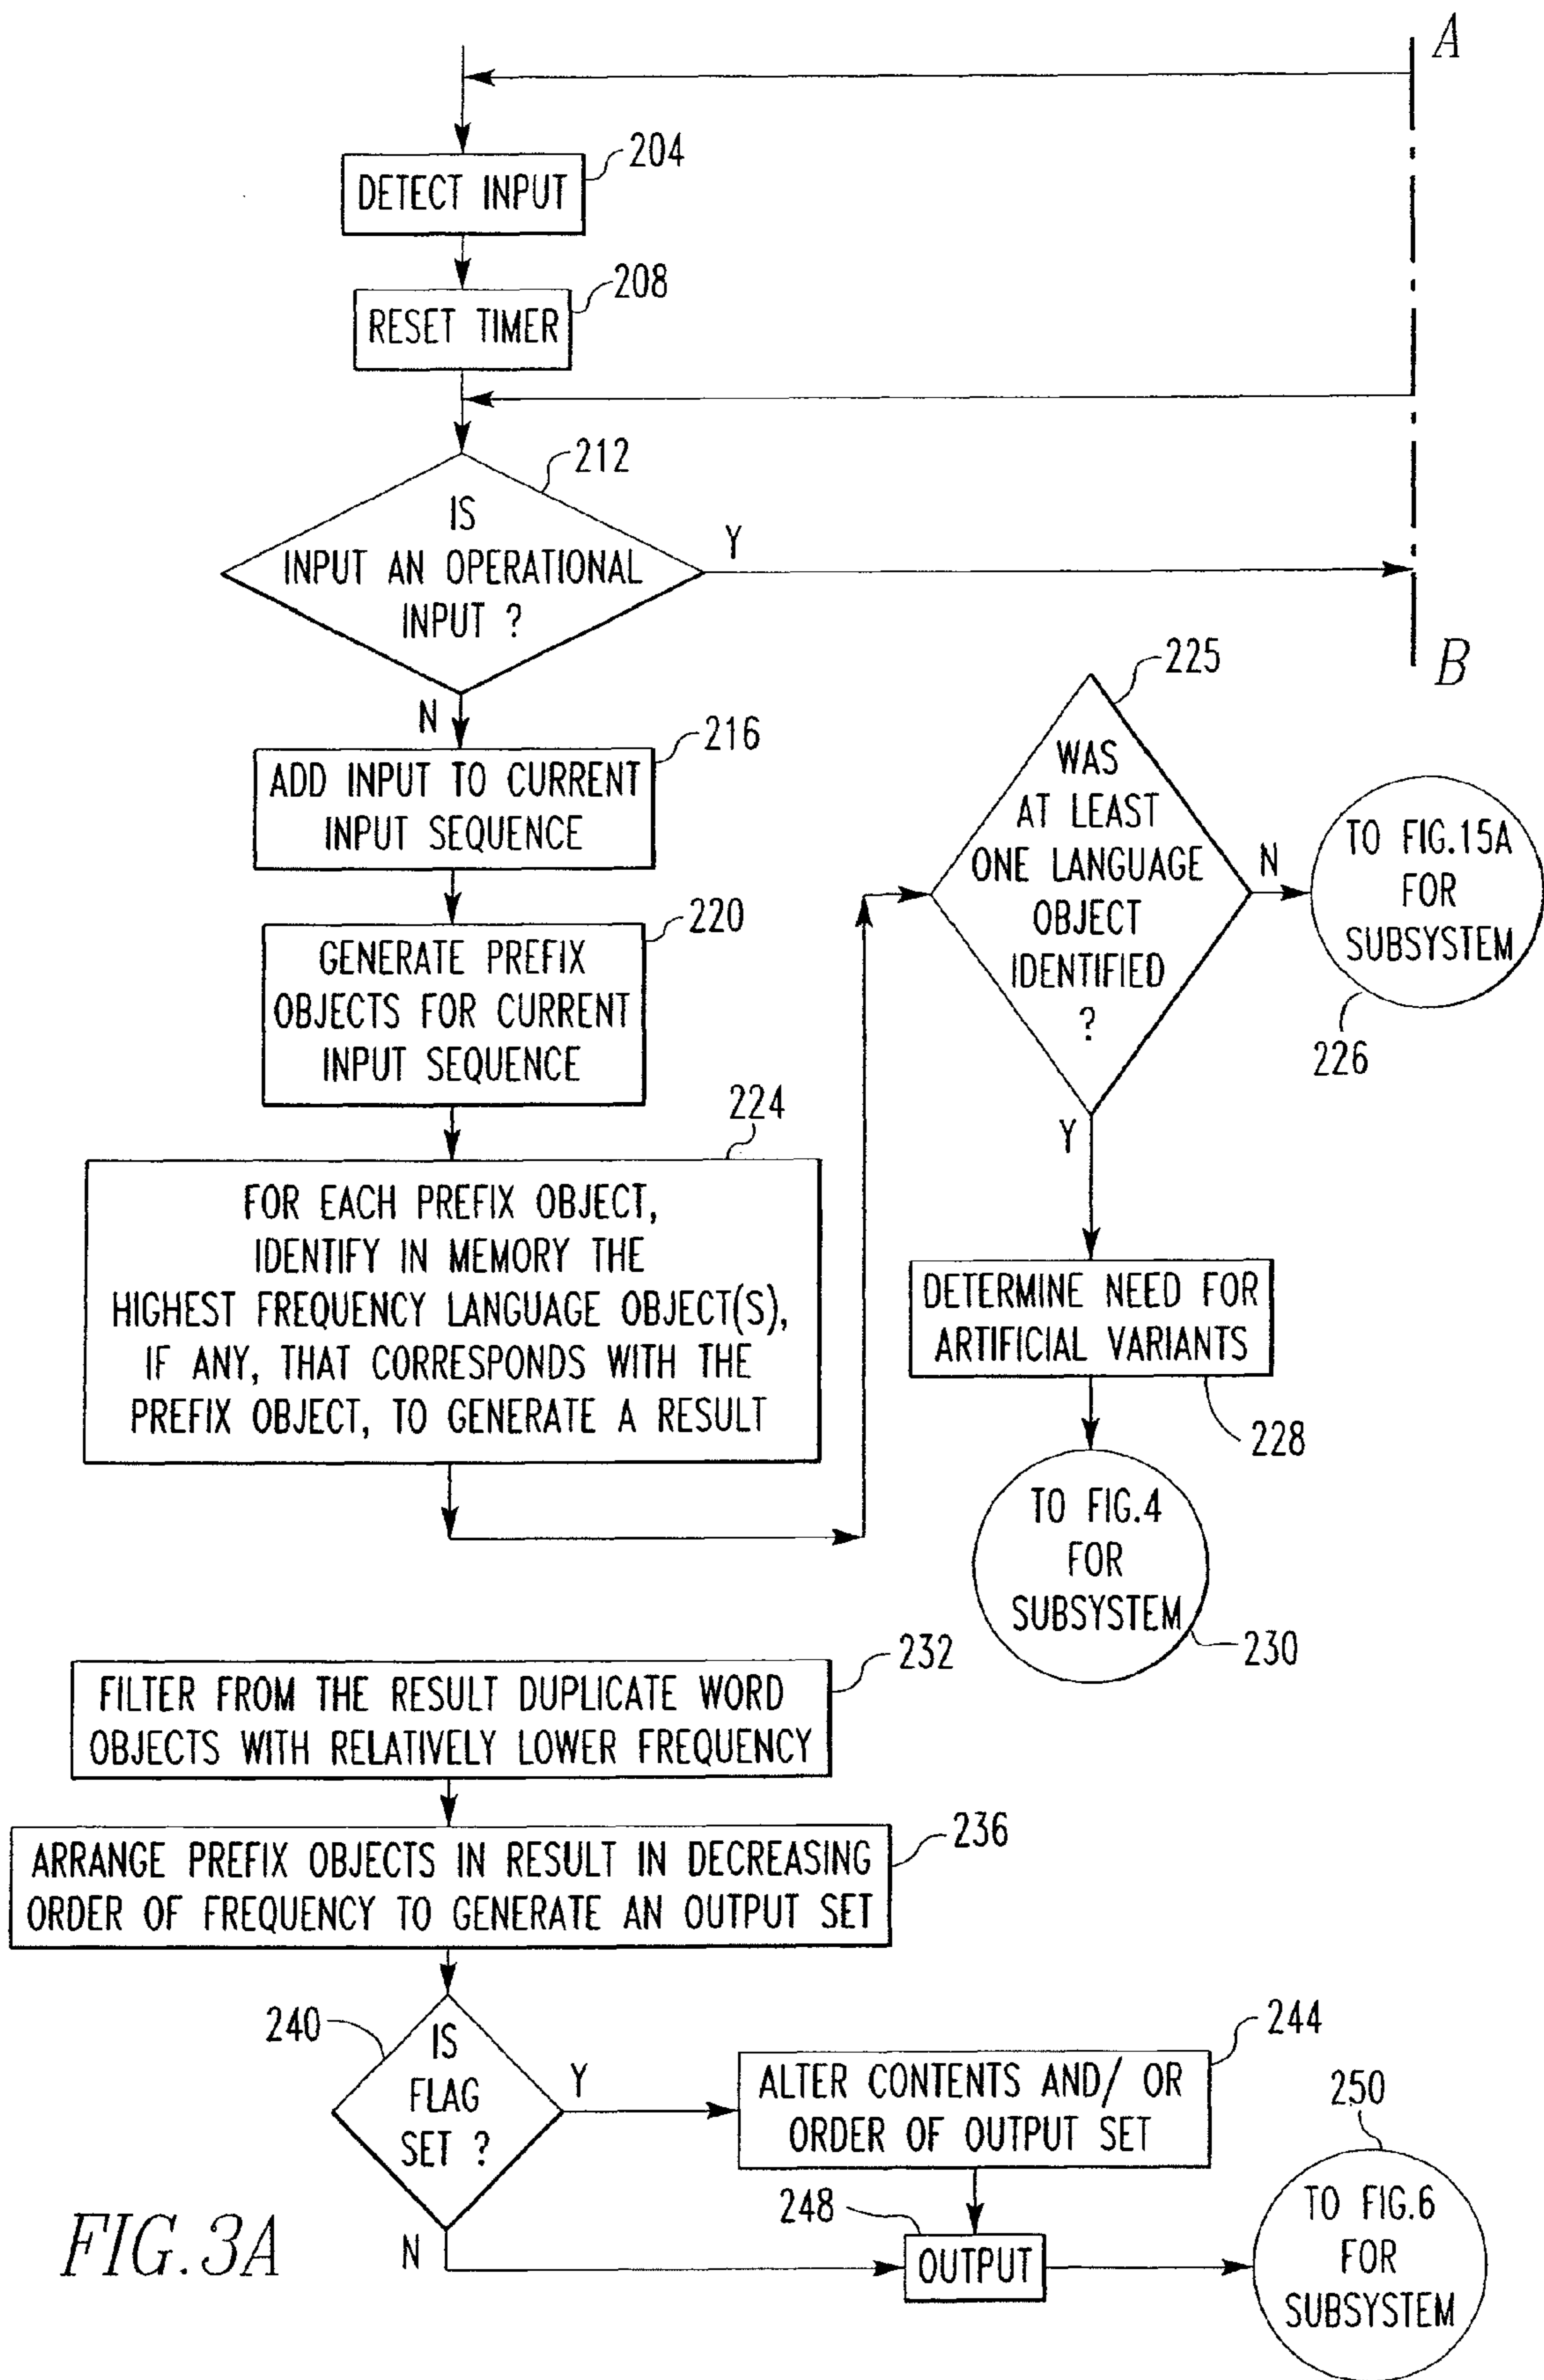 A
204
DETECT INPUT
208
RESET TIMER
212
IS
INPUT AN OPERATIONAL
INPUT ?
Y
B
N
216
ADD INPUT TO CURRENT
INPUT SEQUENCE
220
GENERATE PREFIX
OBJECTS FOR CURRENT
INPUT SEQUENCE
224
FOR EACH PREFIX OBJECT,
IDENTIFY IN MEMORY THE
HIGHEST FREQUENCY LANGUAGE OBJECT(S),
IF ANY, THAT CORRESPONDS WITH THE
PREFIX OBJECT, TO GENERATE A RESULT
225
WAS
AT LEAST
ONE LANGUAGE
OBJECT
IDENTIFIED
?
N
TO FIG.15A
FOR
SUBSYSTEM
226
Y
DETERMINE NEED FOR
ARTIFICIAL VARIANTS
228
TO FIG.4
FOR
SUBSYSTEM
230
232
FILTER FROM THE RESULT DUPLICATE WORD
OBJECTS WITH RELATIVELY LOWER FREQUENCY
236
ARRANGE PREFIX OBJECTS IN RESULT IN DECREASING
ORDER OF FREQUENCY TO GENERATE AN OUTPUT SET
240
IS
FLAG
SET ?
Y
244
ALTER CONTENTS AND/ OR
ORDER OF OUTPUT SET
N
248
OUTPUT
250
TO FIG.6
FOR
SUBSYSTEM
FIG.3A